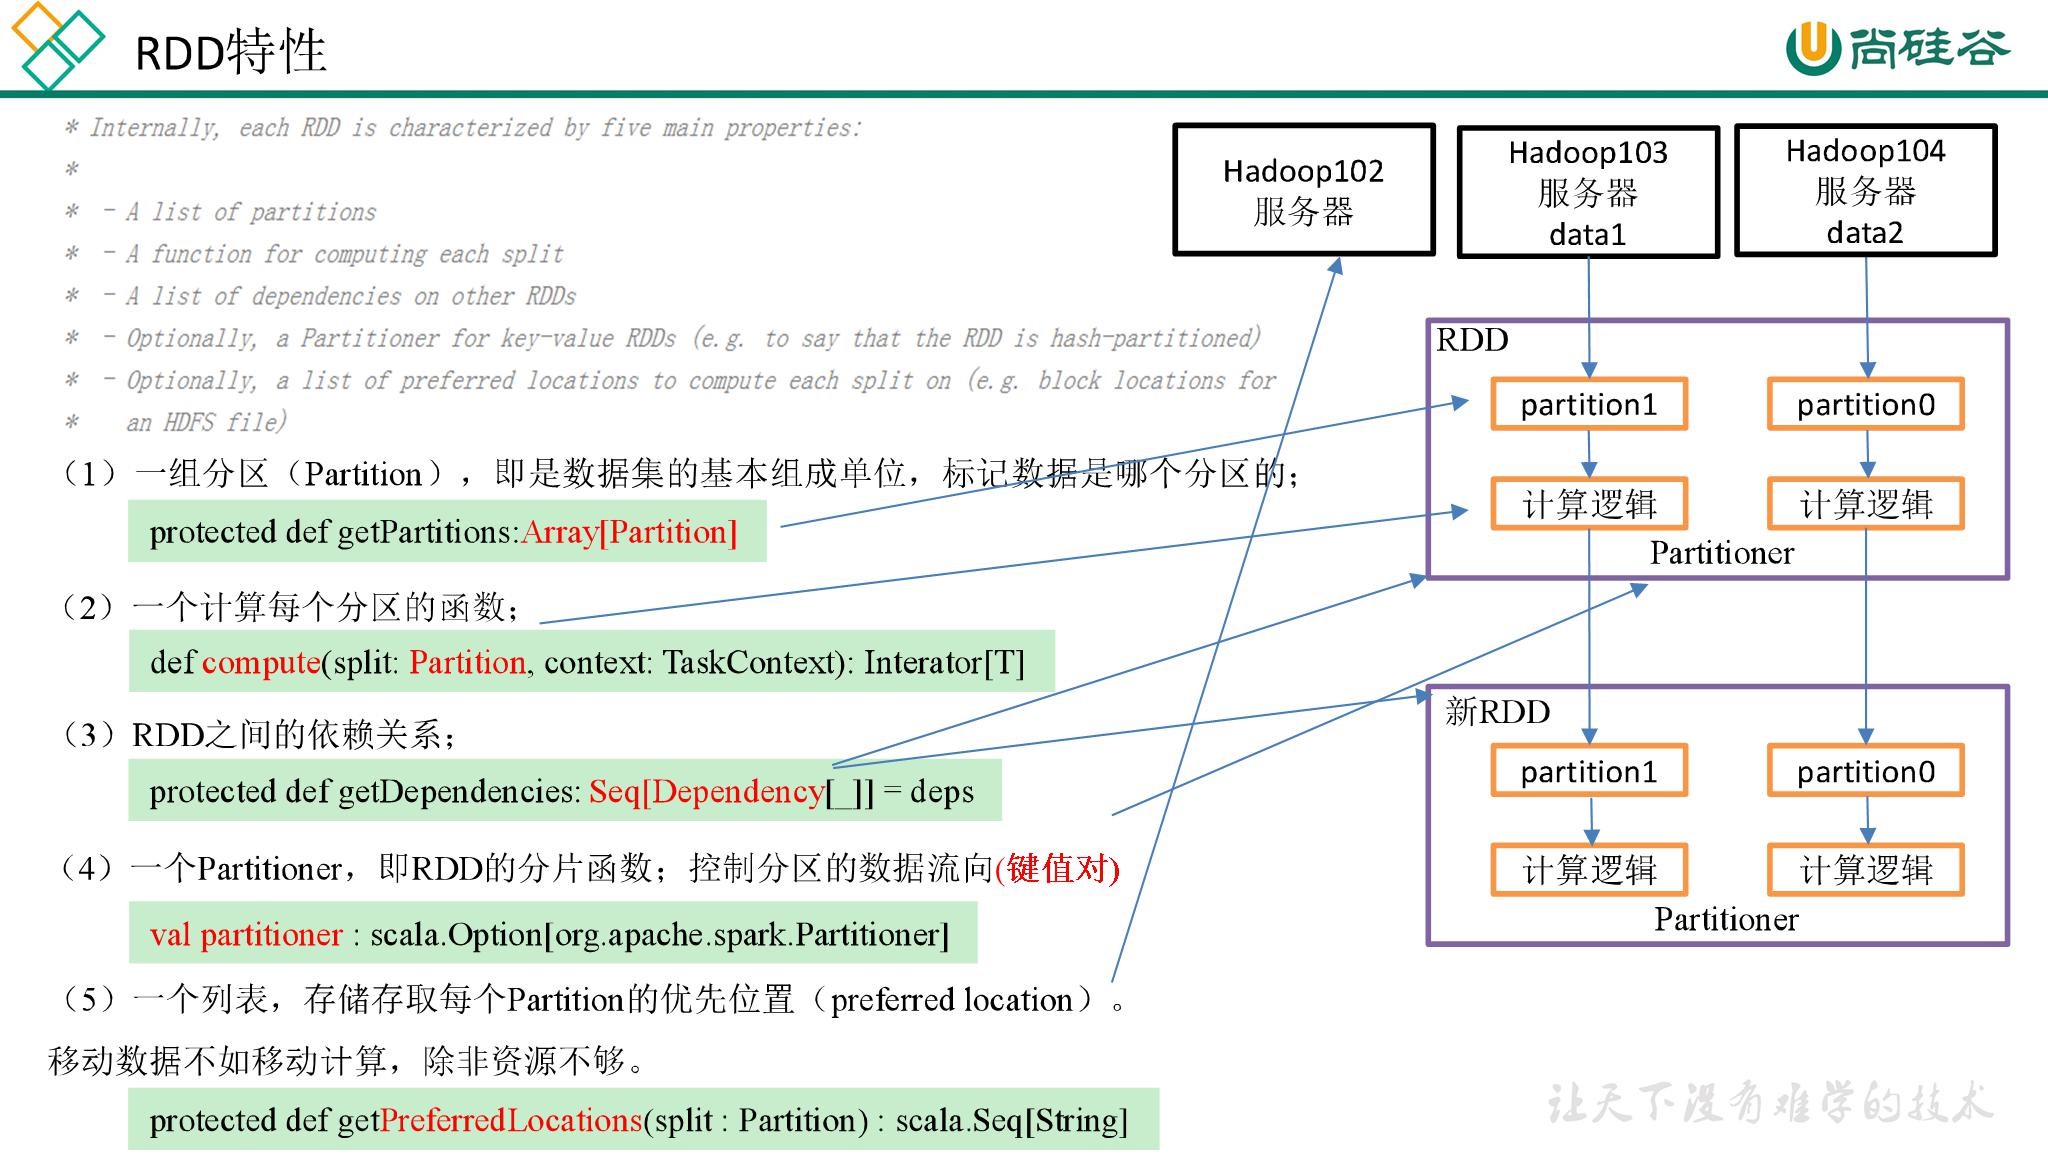 RDD特性
尚硅谷
* Internally, each RDD is characterized by five main properties:
*
* - A list of partitions
* - A function for computing each split
* - A list of dependencies on other RDDs
* - Optionally, a Partitioner for key-value RDDs (e.g. to say that the RDD is hash-partitioned)
* - Optionally, a list of preferred locations to compute each split on (e.g. block locations for
* an HDFS file)
（1）一组分区（Partition），即是数据集的基本组成单位，标记数据是哪个分区的；
protected def getPartitions:Array[Partition]
（2）一个计算每个分区的函数；
def compute(split: Partition, context: TaskContext): Interator[T]
（3）RDD之间的依赖关系；
protected def getDependencies: Seq[Dependency[_]] = deps
（4）一个Partitioner，即RDD的分片函数；控制分区的数据流向(键值对)
val partitioner : scala.Option[org.apache.spark.Partitioner]
（5）一个列表，存储存取每个Partition的优先位置（preferred location）。
移动数据不如移动计算，除非资源不够。
protected def getPreferredLocations(split : Partition) : scala.Seq[String]
Hadoop102
服务器
Hadoop103
服务器
data1
Hadoop104
服务器
data2
RDD
partition1
partition0
计算逻辑
计算逻辑
Partitioner
新RDD
partition1
partition0
计算逻辑
计算逻辑
Partitioner
让天下没有难学的技术